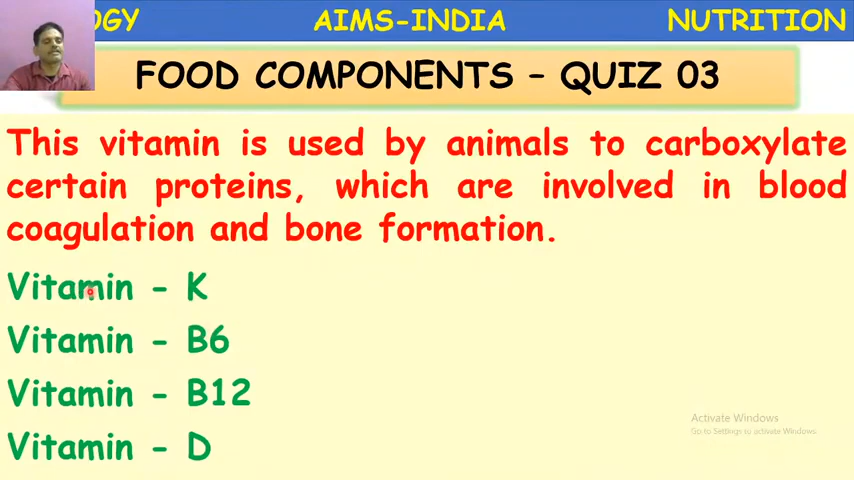 OGY AIMS-INDIA NUTRITION
FOOD COMPONENTS – QUIZ 03
This vitamin is used by animals to carboxylate
certain proteins, which are involved in blood
coagulation and bone formation.
Vitamin - K
Vitamin - B6
Vitamin - B12
Vitamin - D
Activate Windows
Go to Settings to activate Windows.